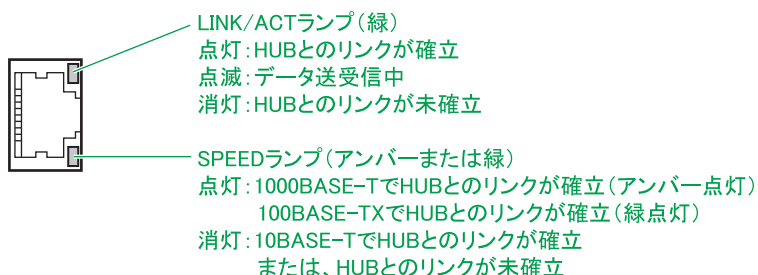 LINK/ACTランプ（緑）
点灯：HUBとのリンクが確立
点滅：データ送受信中
消灯：HUBとのリンクが未確立
SPEEDランプ（アンバーまたは緑）
点灯：1000BASE-TでHUBとのリンクが確立（アンバー点灯）
100BASE-TXでHUBとのリンクが確立（緑点灯）
消灯：10BASE-TでHUBとのリンクが確立
または、HUBとのリンクが未確立